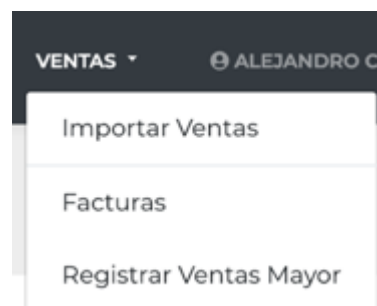 VENTAS ALEJANDRO C
Importar Ventas
Facturas
Registrar Ventas Mayor